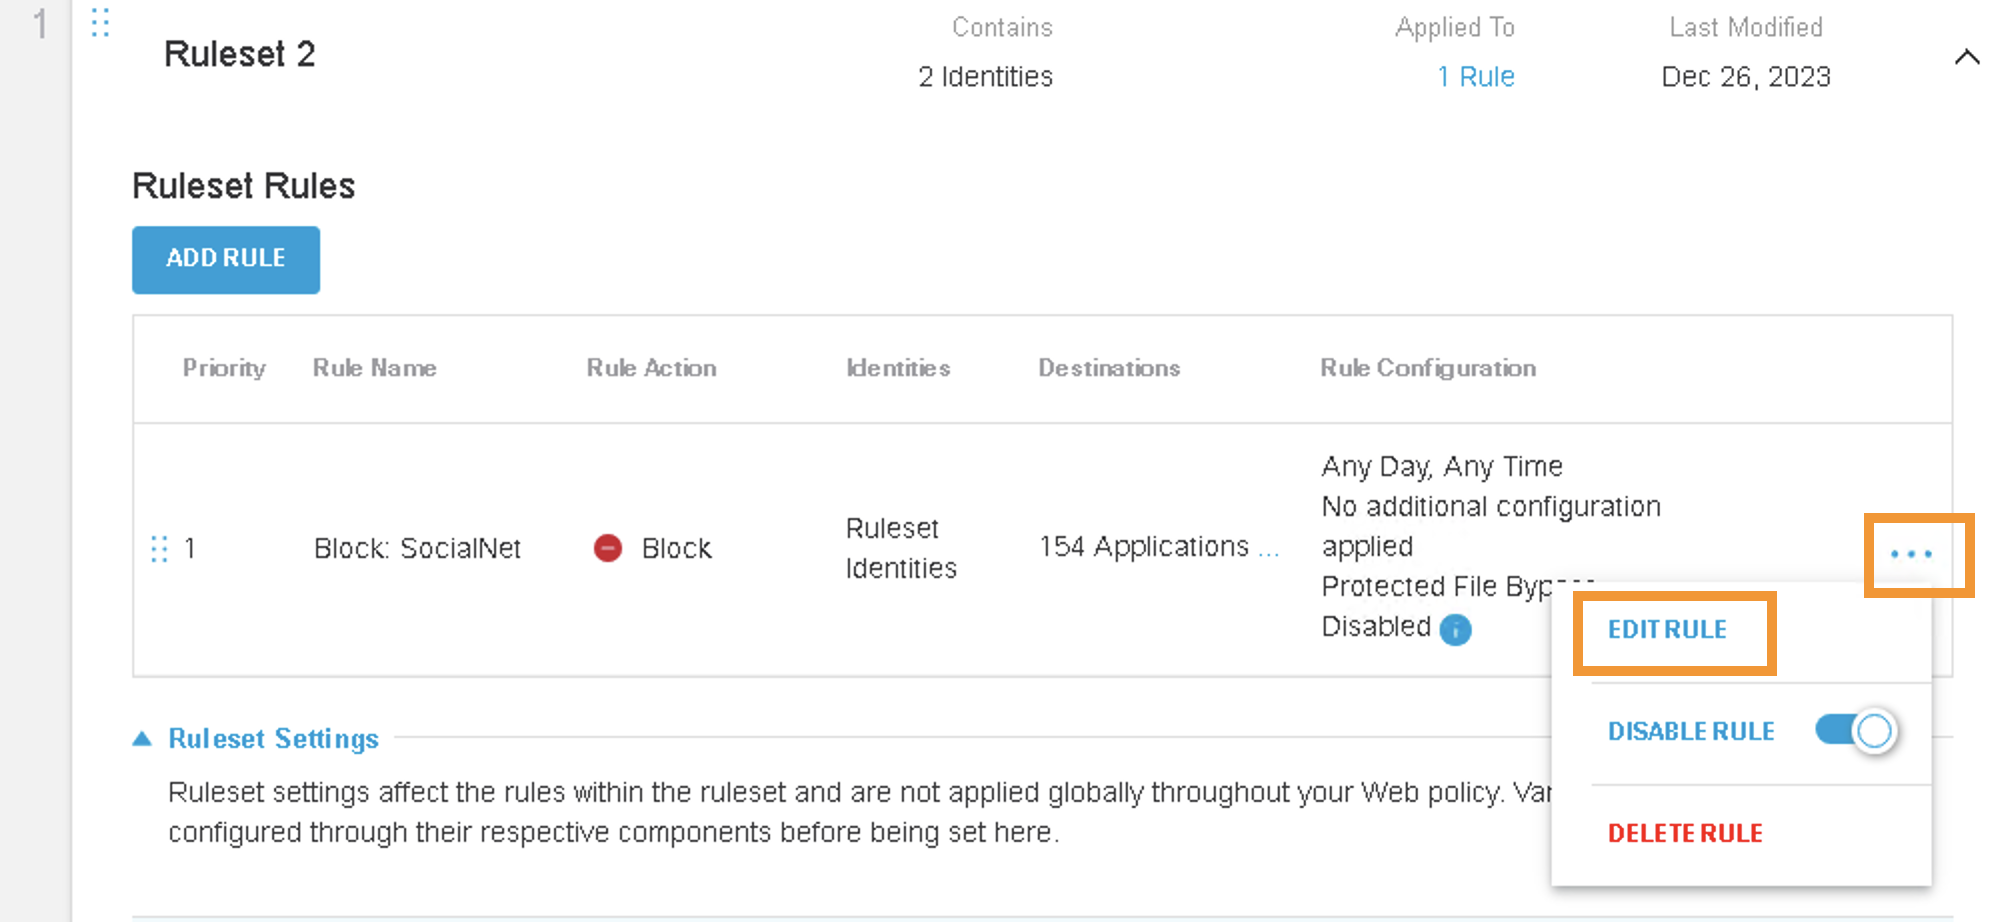 1
Ruleset 2
Contains
2 Identities
Applied To
1 Rule
Last Modified
Dec 26, 2023
Ruleset Rules
ADD RULE
Priority Rule Name Rule Action Identities Destinations Rule Configuration
1 Block: SocialNet Block
Ruleset
Identities
154 Applications ...
Any Day, Any Time
No additional configuration
applied
Protected File
Disabled
EDIT RULE
DISABLE RULE
DELETE RULE
Ruleset Settings
Ruleset settings affect the rules within the ruleset and are not applied globally throughout your Web policy.
configured through their respective components before being set here.